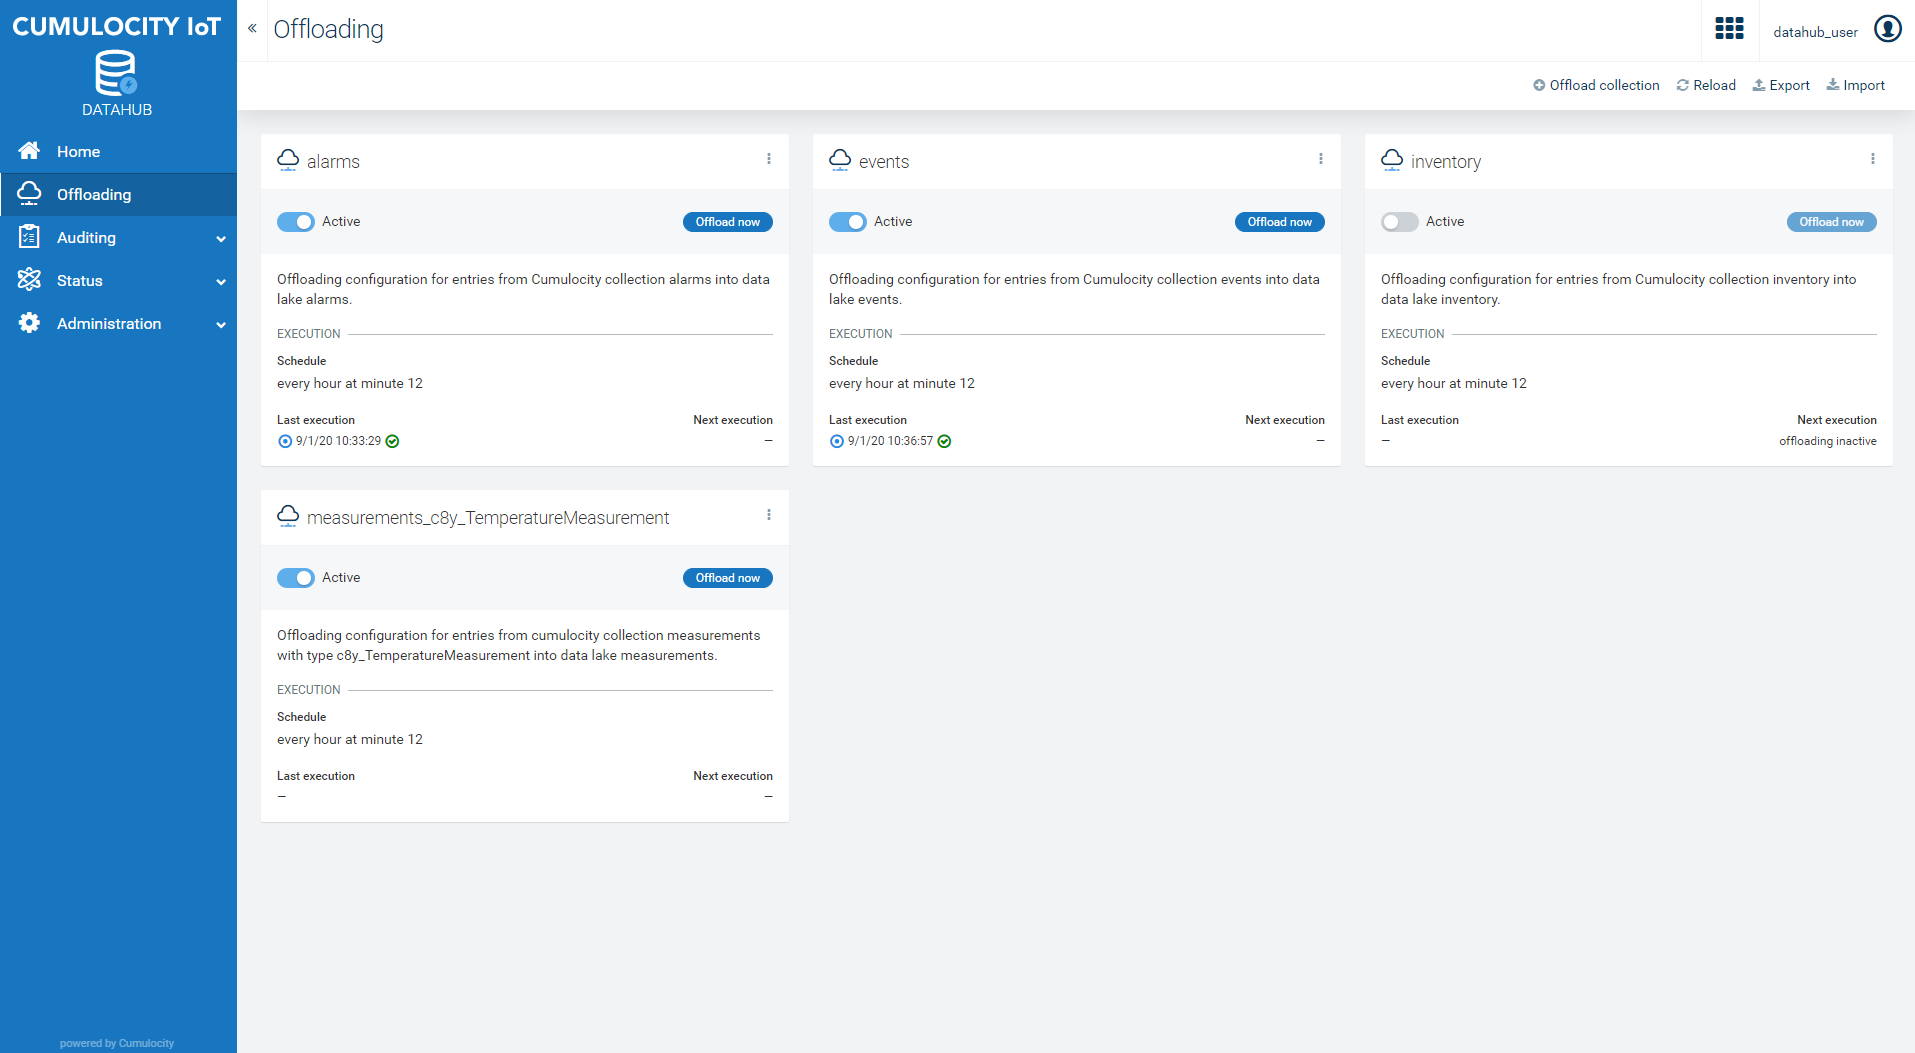 CUMULOCITY IoT
DATAHUB
Home
Offloading
Auditing
Status
Administration
powered by Cumulocity
«
Offloading
datahub_user
Offload collection
Reload
Export
Import
alarms
Active
Offload now
Offloading configuration for entries from Cumulocity collection alarms into data
lake alarms.
EXECUTION
Schedule
every hour at minute 12
Last execution
Next execution
9/1/20 10:33:29
–
events
Active
Offload now
Offloading configuration for entries from Cumulocity collection events into data
lake events.
EXECUTION
Schedule
every hour at minute 12
Last execution
Next execution
9/1/20 10:36:57
–
inventory
Active
Offload now
Offloading configuration for entries from Cumulocity collection inventory into
data lake inventory.
EXECUTION
Schedule
every hour at minute 12
Last execution
Next execution
–
offloading inactive
measurements_c8y_TemperatureMeasurement
Active
Offload now
Offloading configuration for entries from cumulocity collection measurements
with type c8y_TemperatureMeasurement into data lake measurements.
EXECUTION
Schedule
every hour at minute 12
Last execution
Next execution
–
–